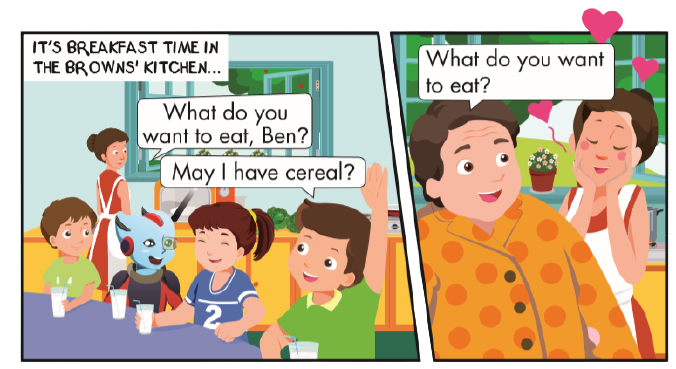 IT'S BREAKFAST TIME IN
THE BROWNS' KITCHEN...
What do you
want to eat, Ben?
May I have cereal?
2
What do you want
to eat?